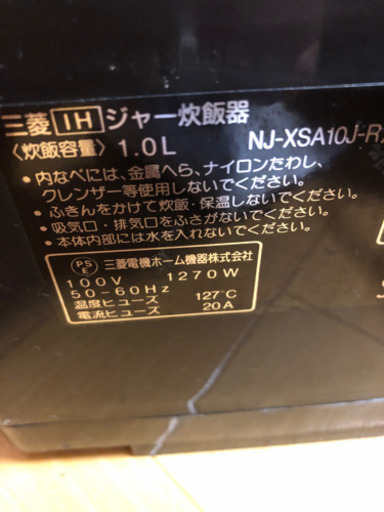 三菱 IH ジャー炊飯器
〈炊飯容量〉 1.0L NJ-XSA10J-R
・内なべには、金属へら、ナイロンたわし、
クレンザー等使用しないでください。
・ふきんをかけて炊飯・保温しないでください。
・吸気口・排気口をふさがないでください。
・本体内部には水を入れないでください。
PSE 三菱電機ホーム機器株式会社
100V 1270W
50-60Hz
温度ヒューズ 127℃
電流ヒューズ 20A